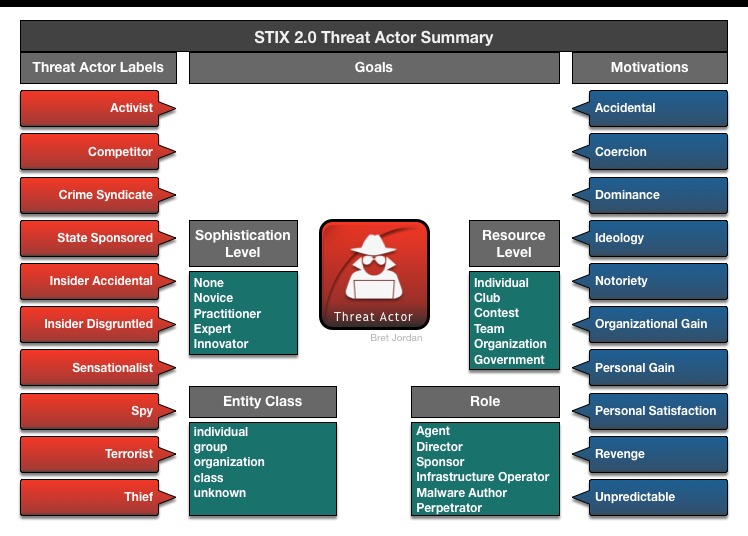 STIX 2.0 Threat Actor Summary
Threat Actor Labels
Goals
Motivations
Activist
Competitor
Crime Syndicate
State Sponsored
Insider Accidental
Insider Disgruntled
Sensationalist
Spy
Terrorist
Thief
Sophistication
Level
None
Novice
Practitioner
Expert
Innovator
Threat Actor
Bret Jordan
Resource
Level
Individual
Club
Contest
Team
Organization
Government
Entity Class
individual
group
organization
class
unknown
Role
Agent
Director
Sponsor
Infrastructure Operator
Malware Author
Perpetrator
Accidental
Coercion
Dominance
Ideology
Notoriety
Organizational Gain
Personal Gain
Personal Satisfaction
Revenge
Unpredictable